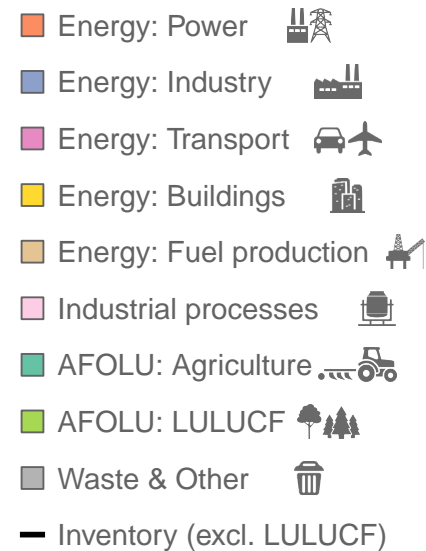 Energy: Power
Energy: Industry
Energy: Transport
Energy: Buildings
Energy: Fuel production
Industrial processes
AFOLU: Agriculture
AFOLU: LULUCF
Waste & Other
Inventory (excl. LULUCF)